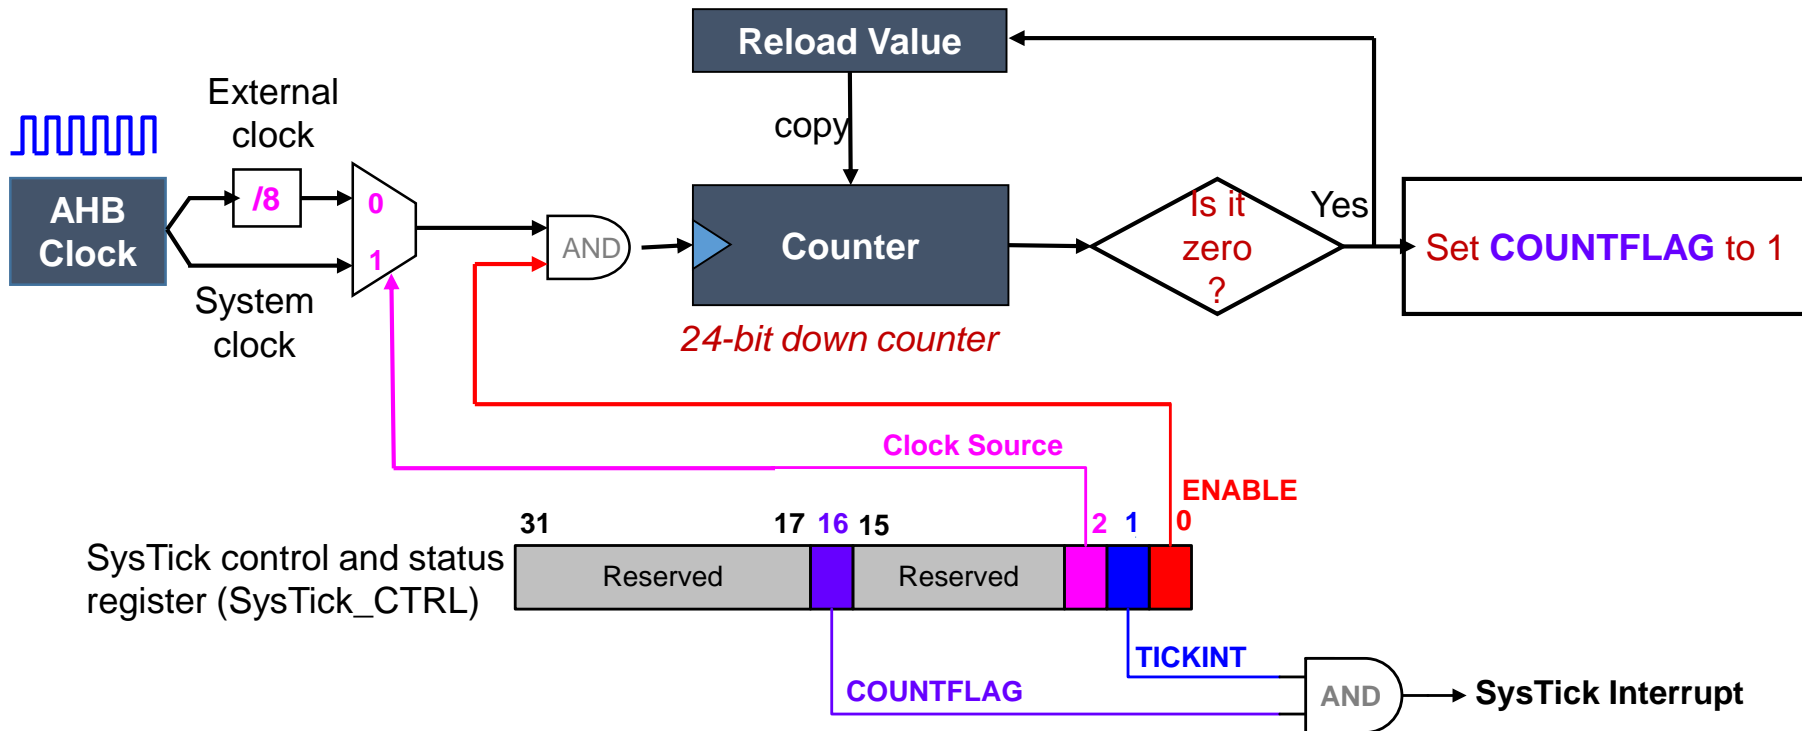 Reload Value
External
clock
copy
/8
0
1
AHB
Clock
System
clock
AND
Counter
24-bit down counter
Is it
zero
?
Yes
Set COUNTFLAG to 1
Clock Source
ENABLE
31
17
16
15
2
1
0
SysTick control and status
register (SysTick_CTRL)
Reserved
Reserved
TICKINT
COUNTFLAG
AND
SysTick Interrupt